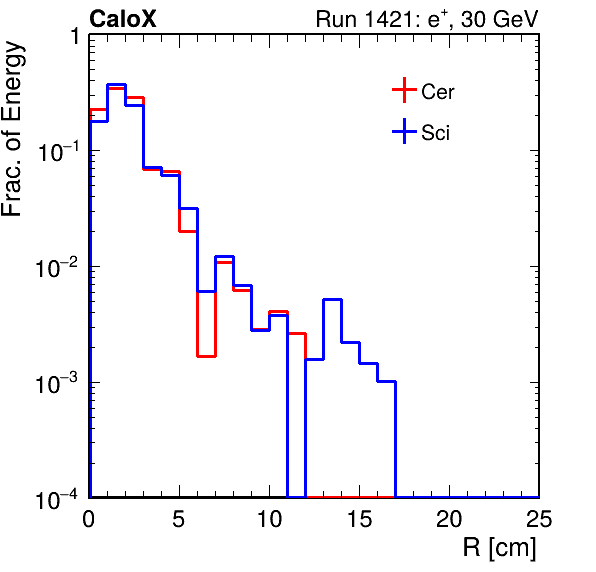 CaloX Run 1421: e⁺, 30 GeV
Frac. of Energy
1
10⁻¹
10⁻²
10⁻³
10⁻⁴
Cer
Sci
0 5 10 15 20 25
R [cm]